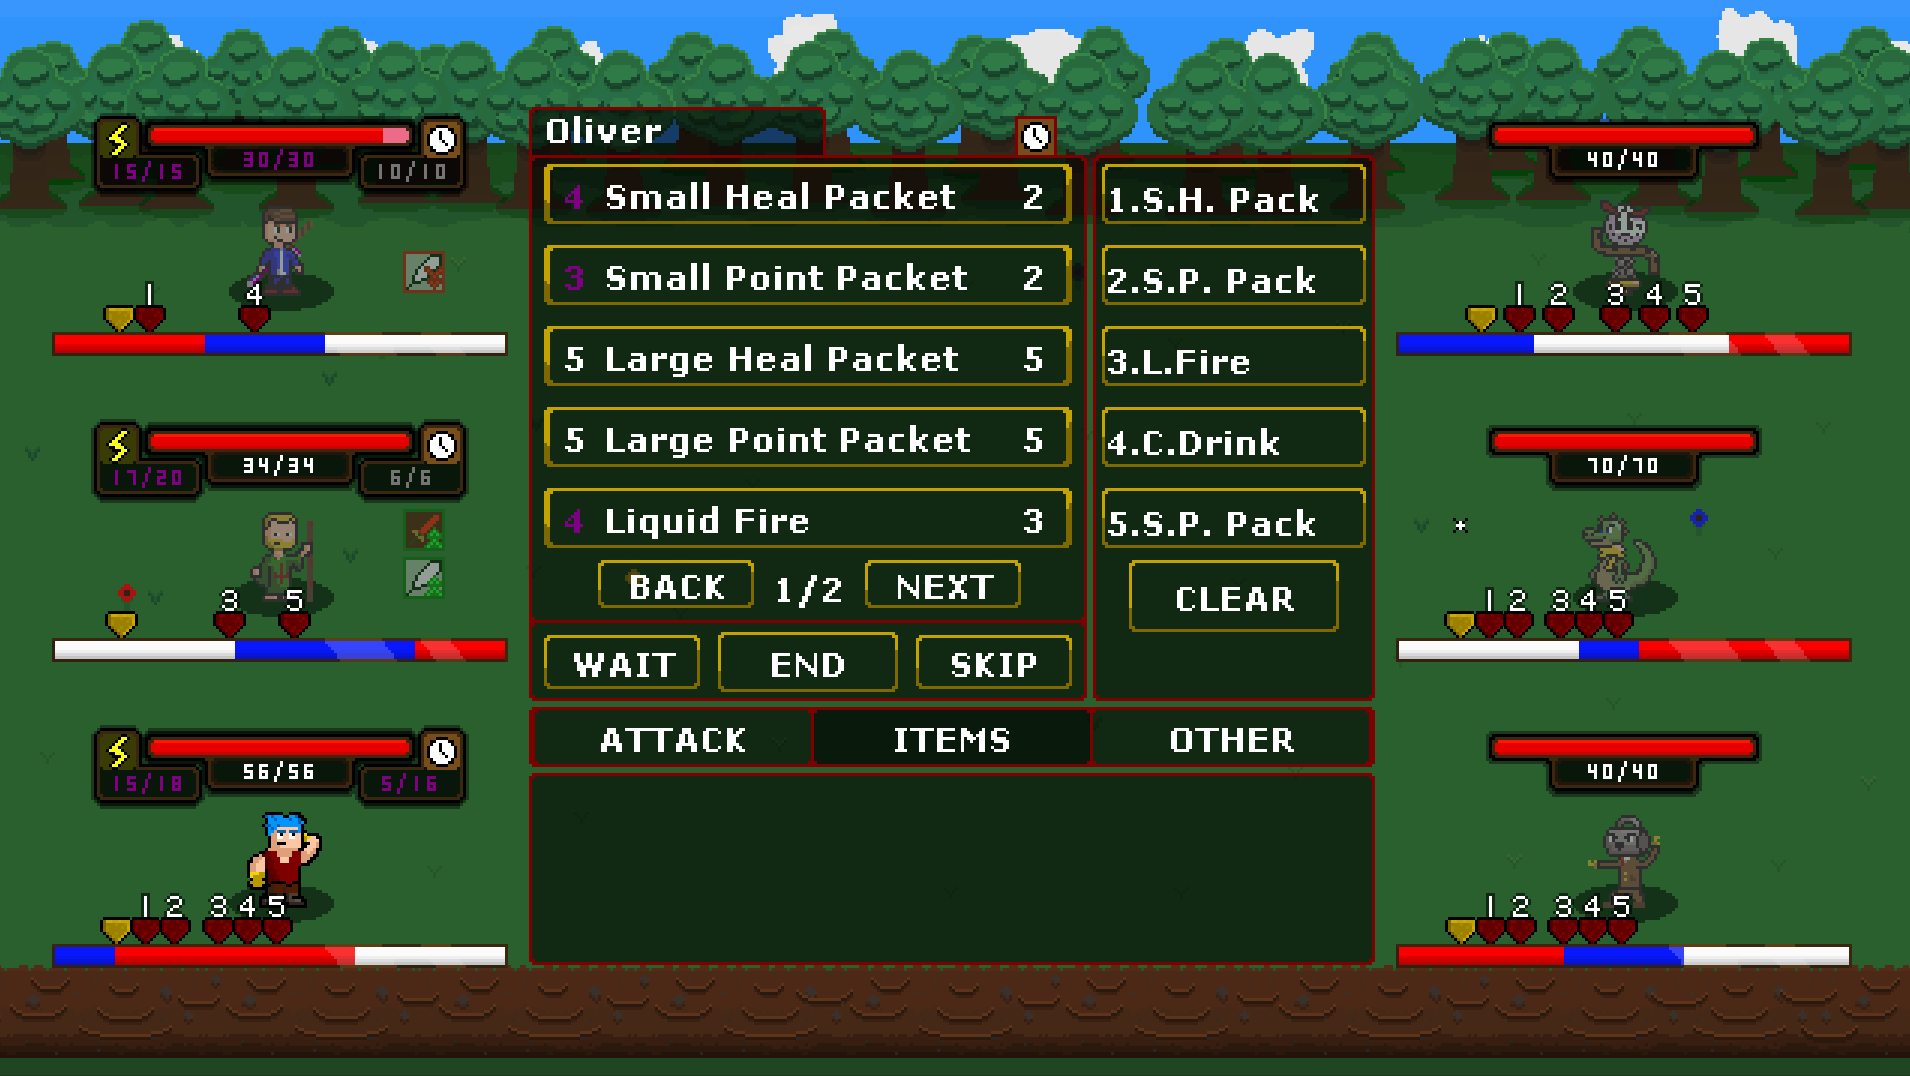 Oliver
4 Small Heal Packet 2
3 Small Point Packet 2
5 Large Heal Packet 5
5 Large Point Packet 5
4 Liquid Fire 3
BACK 1/2 NEXT
WAIT END SKIP
1.S.H. Pack
2.S.P. Pack
3.L.Fire
4.C.Drink
5.S.P. Pack
CLEAR
ATTACK ITEMS OTHER
15/15 30/30 10/10
1 4
17/20 34/34 6/6
3 5
15/18 56/56 5/16
1 2 3 4 5
40/40
1 2 3 4 5
70/70
1 2 3 4 5
40/40
1 2 3 4 5